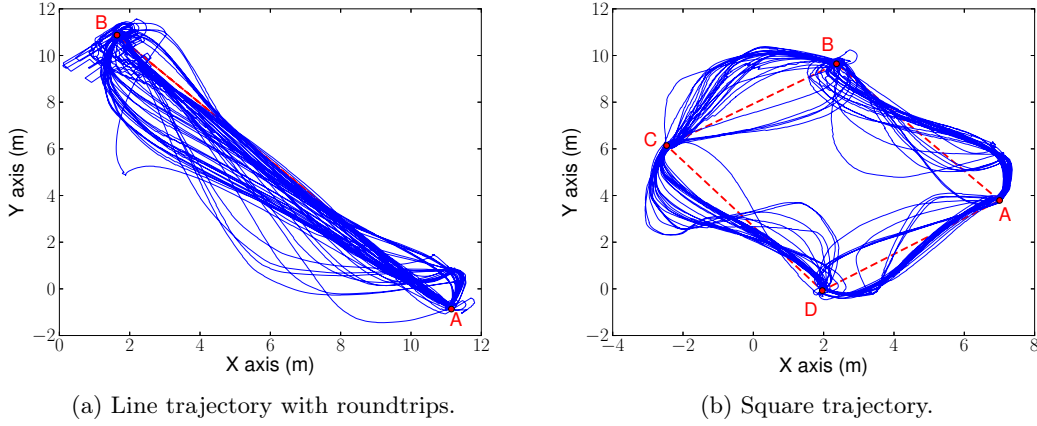 12
10
8
6
4
2
0
−2
0 2 4 6 8 10 12
Y axis (m)
X axis (m)
B
A
(a) Line trajectory with roundtrips.
12
10
8
6
4
2
0
−2
−4 −2 0 2 4 6 8
Y axis (m)
X axis (m)
B
C
A
D
(b) Square trajectory.